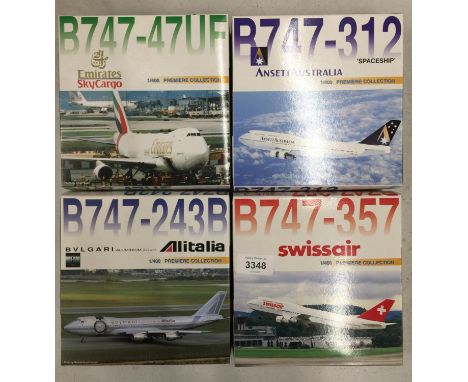 B747-47UF
Emirates
SkyCargo
1/400 PREMIERE COLLECTION
B747-312
'SPACESHIP'
ANSETT AUSTRALIA
1/400 PREMIERE COLLECTION
B747-243B
BVLGARI
Alitalia
1/400 PREMIERE COLLECTION
B747-357
swissair
3348
1/400 PREMIERE COLLECTION